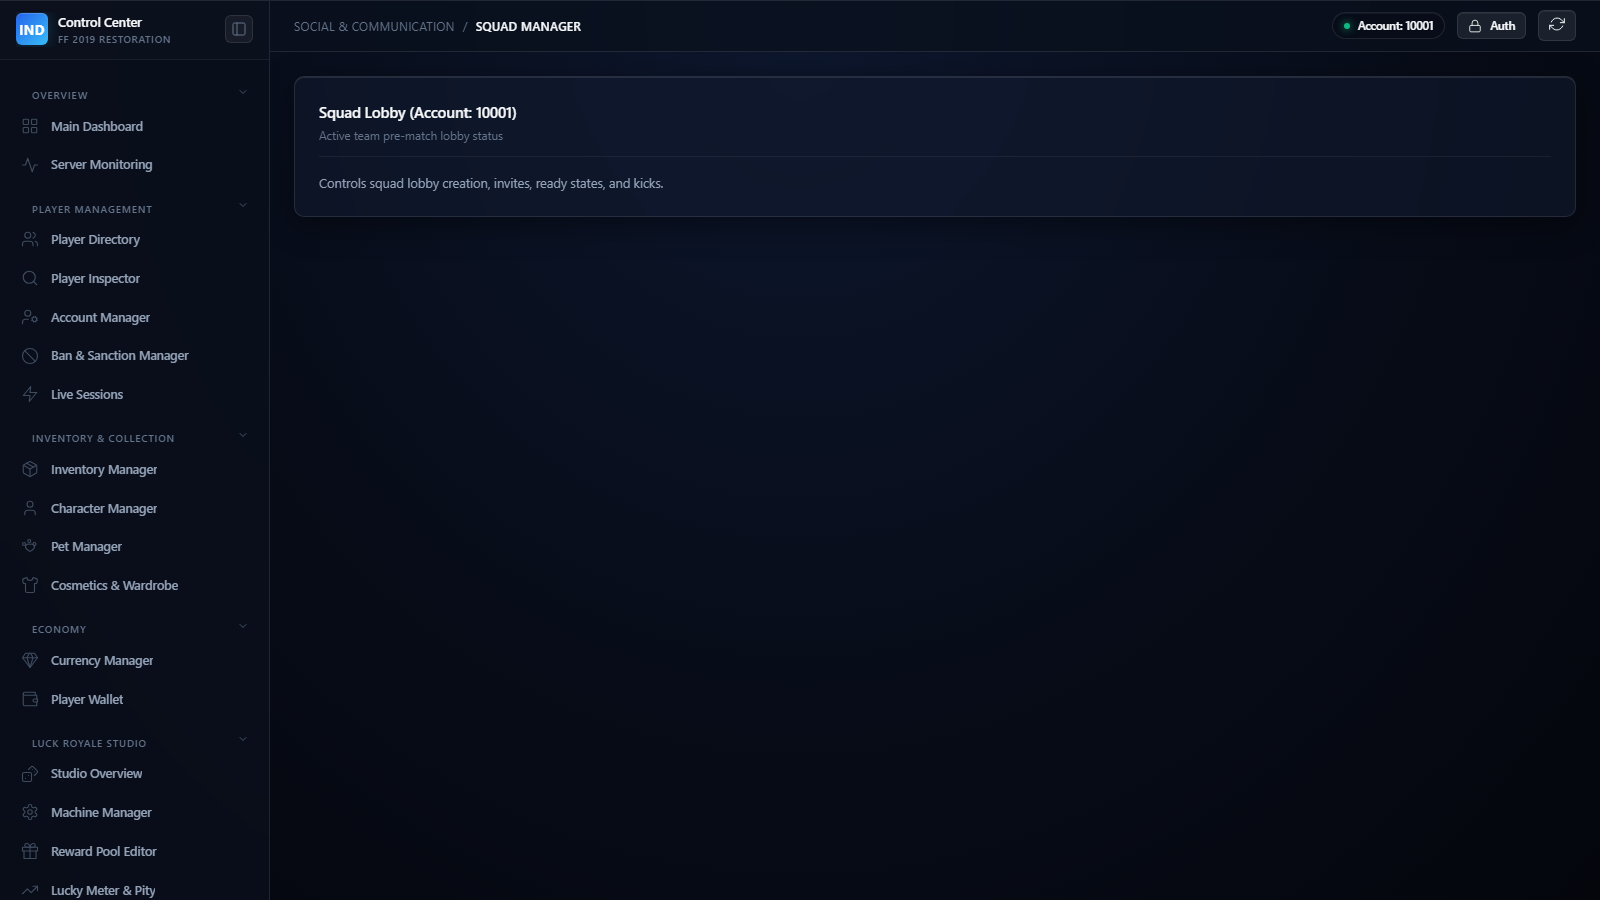 IND
Control Center
FF 2019 RESTORATION
SOCIAL & COMMUNICATION / SQUAD MANAGER
Account: 10001
Auth
OVERVIEW
Main Dashboard
Server Monitoring
PLAYER MANAGEMENT
Player Directory
Player Inspector
Account Manager
Ban & Sanction Manager
Live Sessions
INVENTORY & COLLECTION
Inventory Manager
Character Manager
Pet Manager
Cosmetics & Wardrobe
ECONOMY
Currency Manager
Player Wallet
LUCK ROYALE STUDIO
Studio Overview
Machine Manager
Reward Pool Editor
Lucky Meter & Pity
Squad Lobby (Account: 10001)
Active team pre-match lobby status
Controls squad lobby creation, invites, ready states, and kicks.